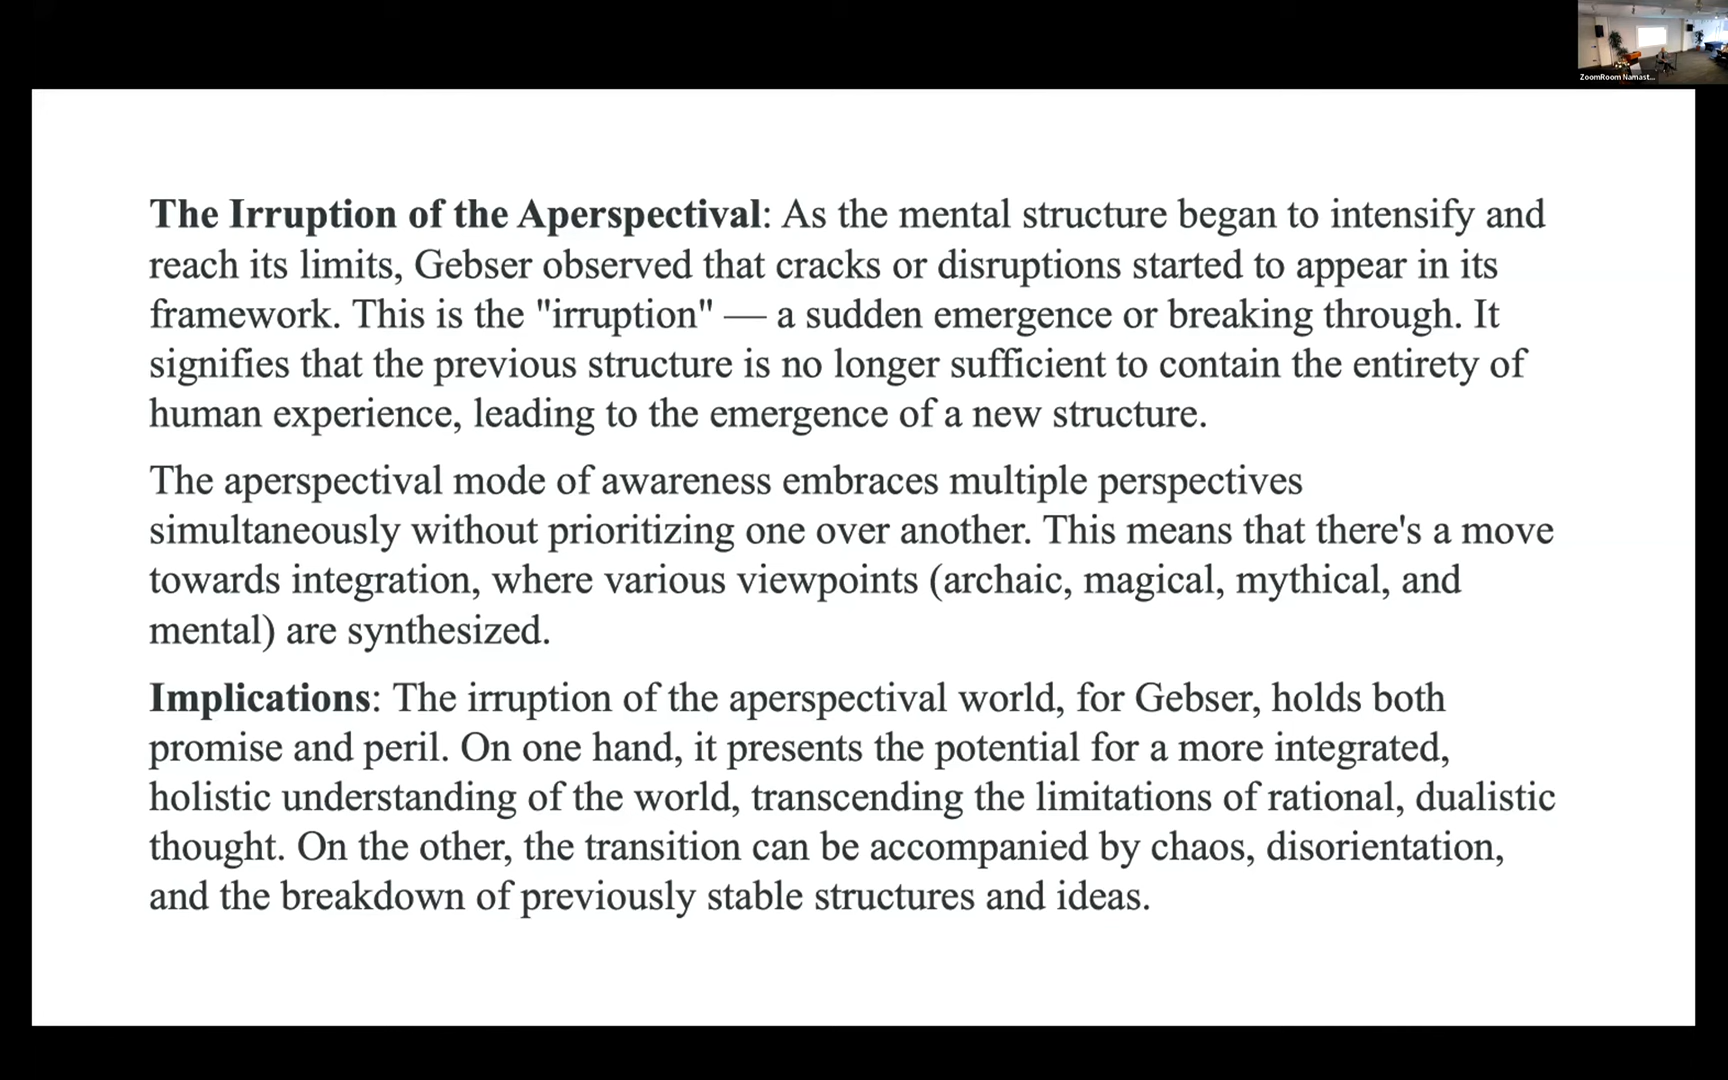 ZoomRoom Namast...
The Irruption of the Aperspectival: As the mental structure began to intensify and
reach its limits, Gebser observed that cracks or disruptions started to appear in its
framework. This is the "irruption" — a sudden emergence or breaking through. It
signifies that the previous structure is no longer sufficient to contain the entirety of
human experience, leading to the emergence of a new structure.
The aperspectival mode of awareness embraces multiple perspectives
simultaneously without prioritizing one over another. This means that there's a move
towards integration, where various viewpoints (archaic, magical, mythical, and
mental) are synthesized.
Implications: The irruption of the aperspectival world, for Gebser, holds both
promise and peril. On one hand, it presents the potential for a more integrated,
holistic understanding of the world, transcending the limitations of rational, dualistic
thought. On the other, the transition can be accompanied by chaos, disorientation,
and the breakdown of previously stable structures and ideas.